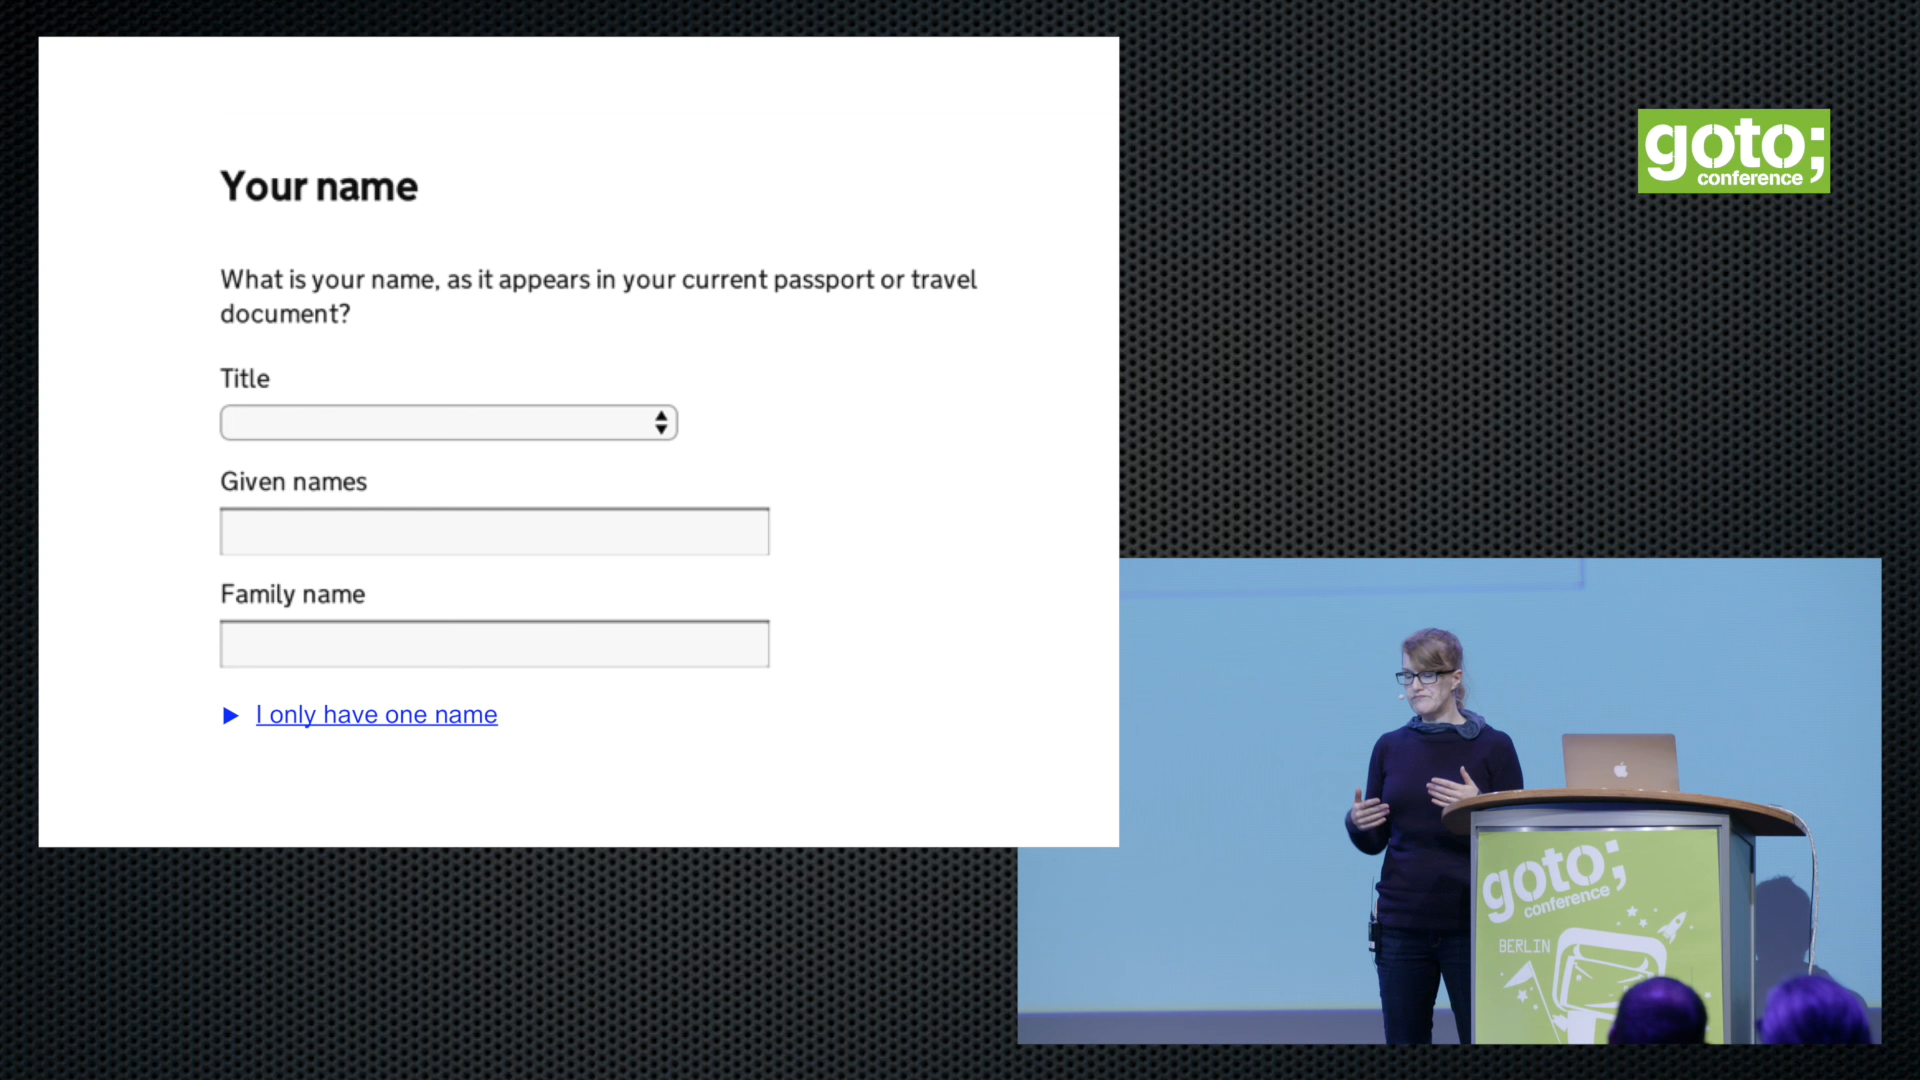 Your name
What is your name, as it appears in your current passport or travel
document?
Title
Given names
Family name
I only have one name
goto;
conference
goto;
conference
BERLIN